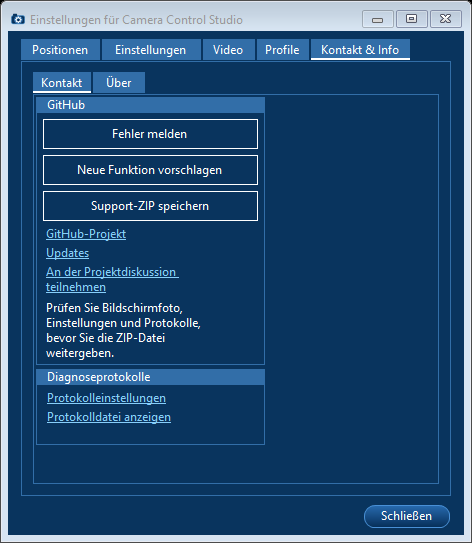 Einstellungen für Camera Control Studio
Positionen Einstellungen Video Profile Kontakt & Info
Kontakt Über
GitHub
Fehler melden
Neue Funktion vorschlagen
Support-ZIP speichern
GitHub-Projekt
Updates
An der Projektdiskussion
teilnehmen
Prüfen Sie Bildschirmfoto,
Einstellungen und Protokolle,
bevor Sie die ZIP-Datei
weitergeben.
Diagnoseprotokolle
Protokolleinstellungen
Protokolldatei anzeigen
Schließen